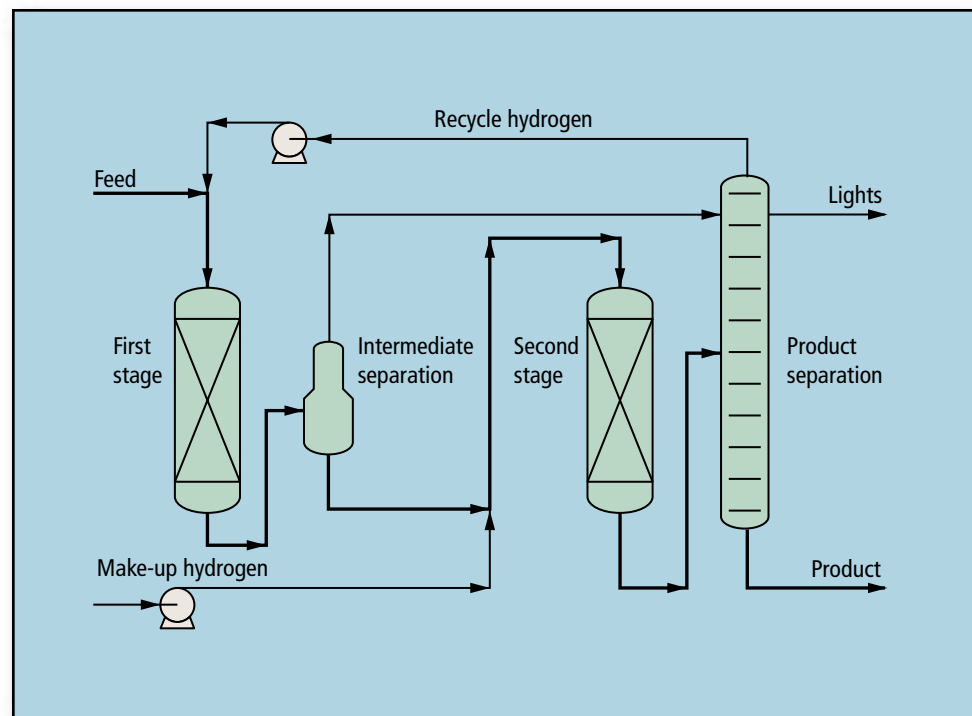 Recycle hydrogen
Feed
Lights
First
stage
Intermediate
separation
Second
stage
Product
separation
Make-up hydrogen
Product